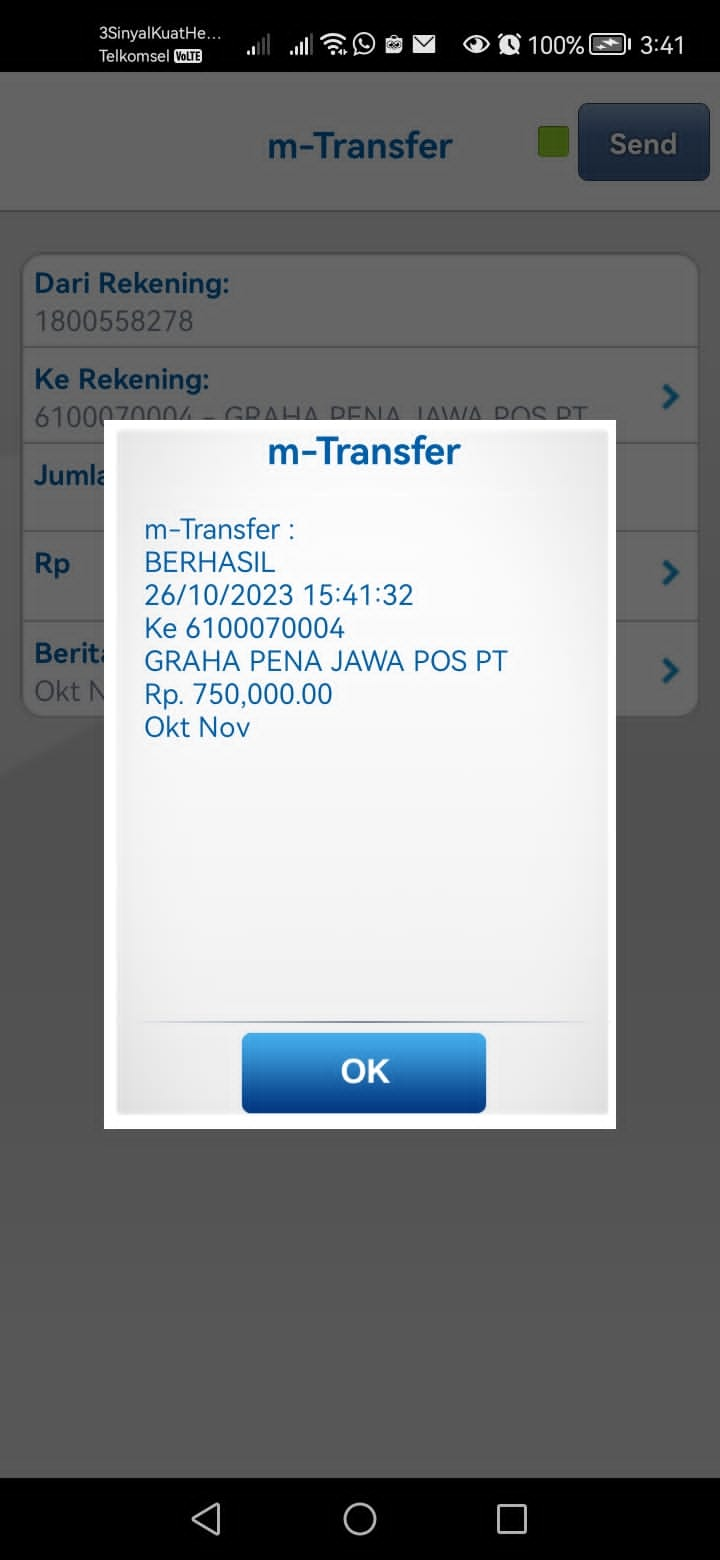 3SinyalKuatHe...
Telkomsel VoLTE
100%
3:41
m-Transfer
Send
Dari Rekening:
1800558278
Ke Rekening:
6100070004 - GRAHA PENA JAWA POS PT
Jumla
Rp
Berita
Okt N
m-Transfer
m-Transfer :
BERHASIL
26/10/2023 15:41:32
Ke 6100070004
GRAHA PENA JAWA POS PT
Rp. 750,000.00
Okt Nov
OK